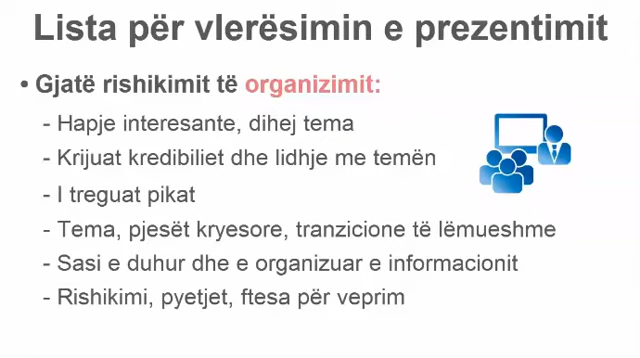 Lista për vlerësimin e prezentimit
• Gjatë rishikimit të organizimit:
- Hapje interesante, dihej tema
- Krijuat kredibiliet dhe lidhje me temën
- I treguat pikat
- Tema, pjesët kryesore, tranzicione të lëmueshme
- Sasi e duhur dhe e organizuar e informacionit
- Rishikimi, pyetjet, ftesa për veprim